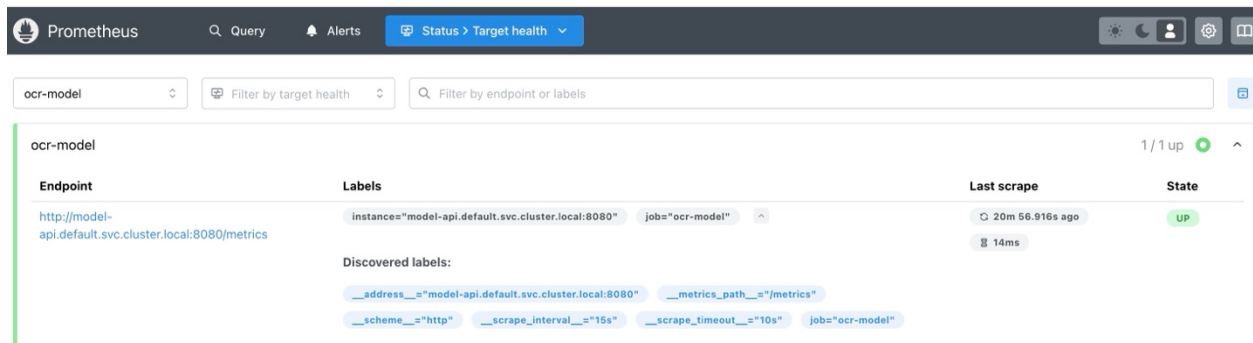 Prometheus Query Alerts Status > Target health
ocr-model Filter by target health Filter by endpoint or labels
ocr-model 1 / 1 up
Endpoint Labels Last scrape State
http://model- instance="model-api.default.svc.cluster.local:8080" job="ocr-model" 20m 56.916s ago UP
api.default.svc.cluster.local:8080/metrics
14ms
Discovered labels:
__address__="model-api.default.svc.cluster.local:8080" __metrics_path__="/metrics"
__scheme__="http" __scrape_interval__="15s" __scrape_timeout__="10s" job="ocr-model"